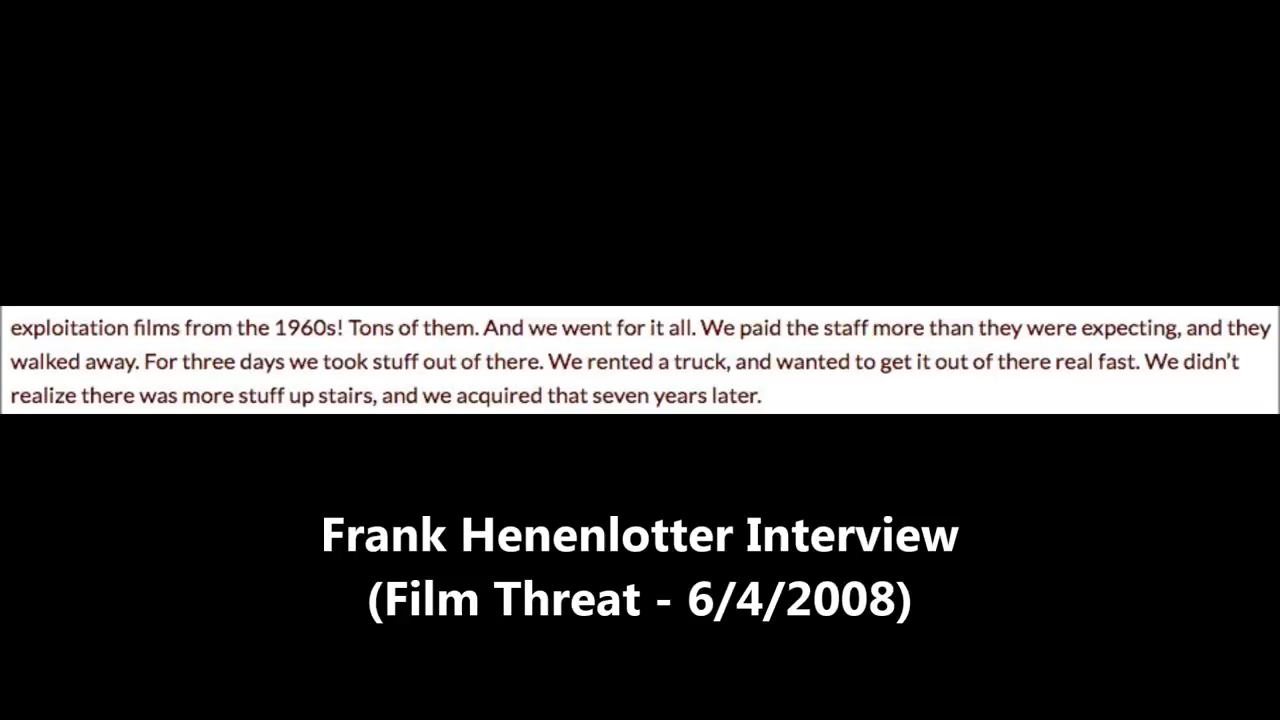 exploitation films from the 1960s! Tons of them. And we went for it all. We paid the staff more than they were expecting, and they
walked away. For three days we took stuff out of there. We rented a truck, and wanted to get it out of there real fast. We didn’t
realize there was more stuff up stairs, and we acquired that seven years later.
Frank Henenlotter Interview
(Film Threat - 6/4/2008)